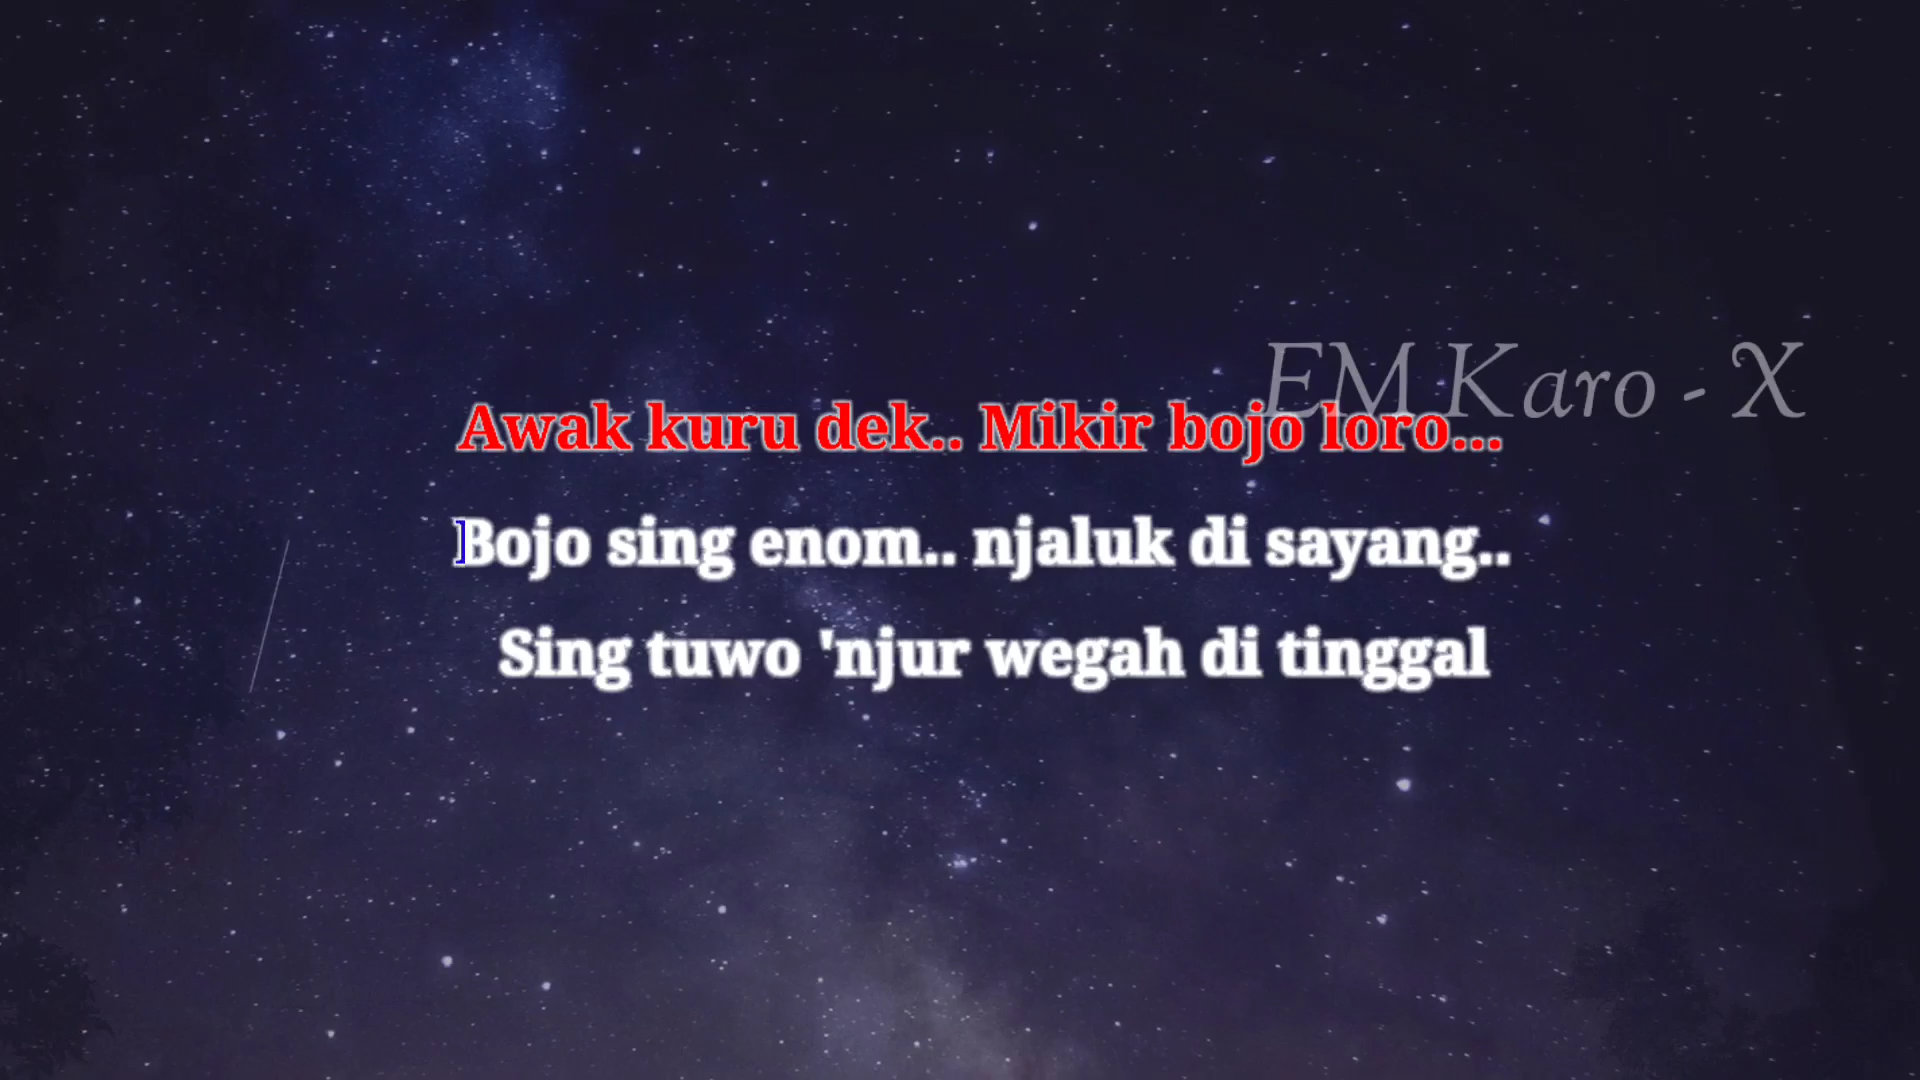 EM Karo - X
Awak kuru dek.. Mikir bojo loro...
Bojo sing enom.. njaluk di sayang..
Sing tuwo 'njur wegah di tinggal